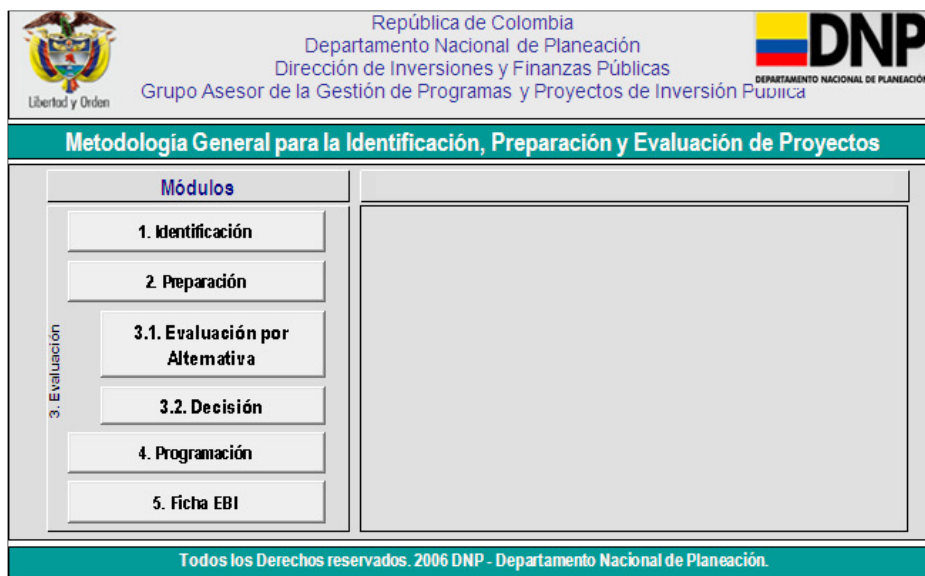 República de Colombia
Departamento Nacional de Planeación
Dirección de Inversiones y Finanzas Públicas
Grupo Asesor de la Gestión de Programas y Proyectos de Inversión Pública
Libertad y Orden
DNP
DEPARTAMENTO NACIONAL DE PLANEACIÓN
Metodología General para la Identificación, Preparación y Evaluación de Proyectos
Módulos
1. Identificación
2. Preparación
3. Evaluación
3.1. Evaluación por
Alternativa
3.2. Decisión
4. Programación
5. Ficha EBI
Todos los Derechos reservados. 2006 DNP - Departamento Nacional de Planeación.